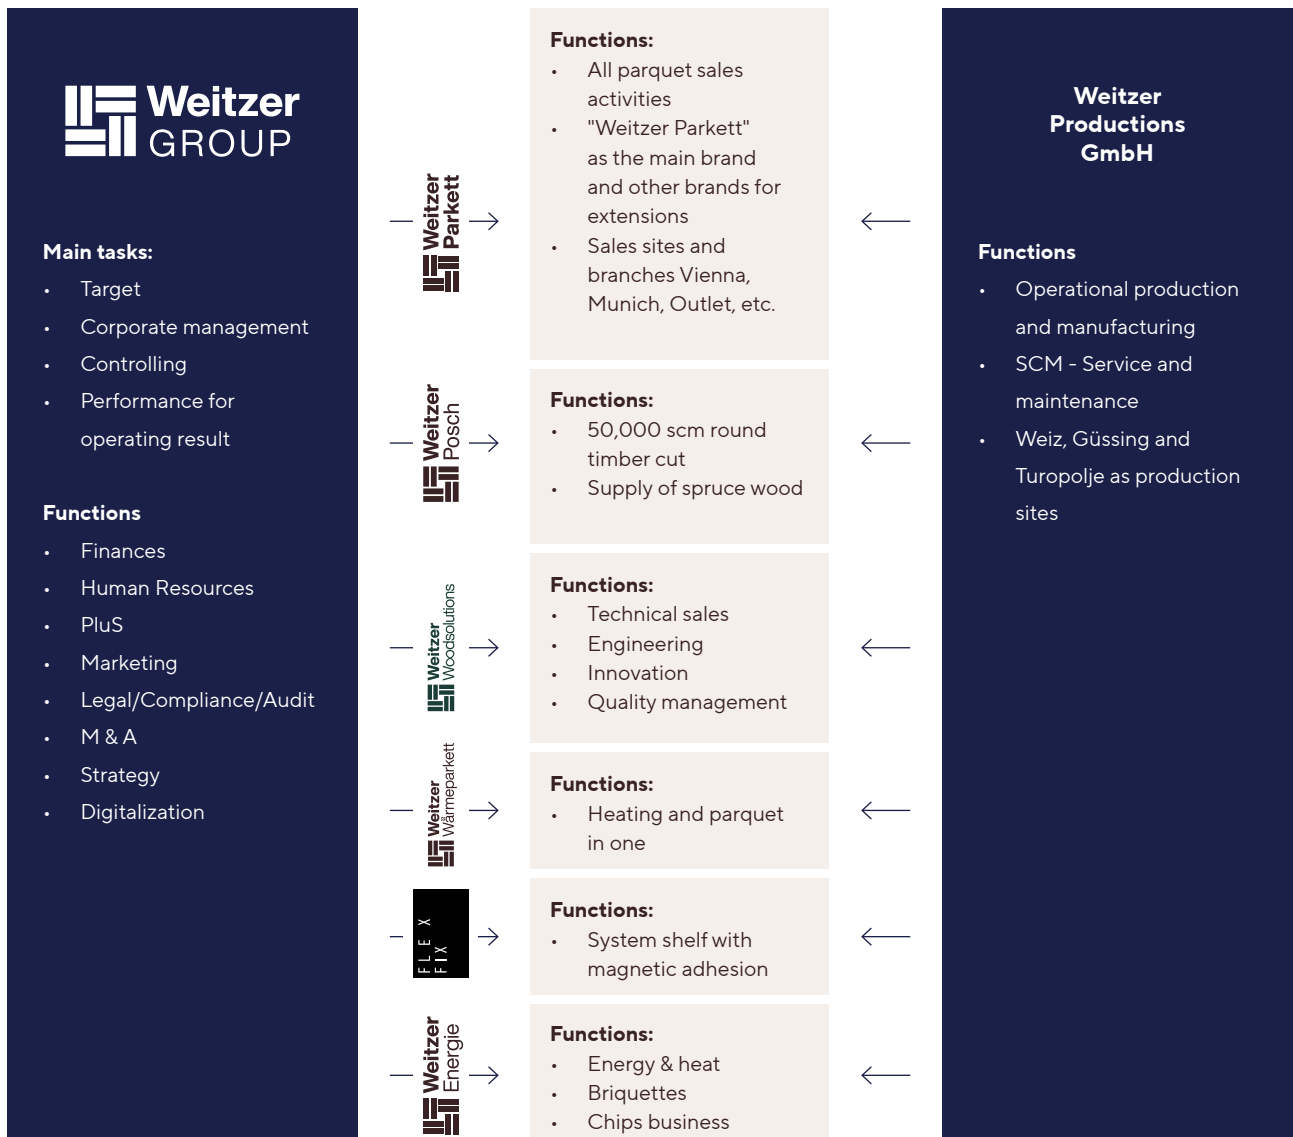 Weitzer
GROUP
Main tasks:
• Target
• Corporate management
• Controlling
• Performance for
operating result
Functions
• Finances
• Human Resources
• PluS
• Marketing
• Legal/Compliance/Audit
• M & A
• Strategy
• Digitalization
Weitzer
Parkett
Functions:
• All parquet sales
activities
• "Weitzer Parkett"
as the main brand
and other brands for
extensions
• Sales sites and
branches Vienna,
Munich, Outlet, etc.
Weitzer
Posch
Functions:
• 50,000 scm round
timber cut
• Supply of spruce wood
Weitzer
Woodsolutions
Functions:
• Technical sales
• Engineering
• Innovation
• Quality management
Weitzer
Wärmeparkett
Functions:
• Heating and parquet
in one
FLEX
FIX
Functions:
• System shelf with
magnetic adhesion
Weitzer
Energie
Functions:
• Energy & heat
• Briquettes
• Chips business
Weitzer
Productions
GmbH
Functions
• Operational production
and manufacturing
• SCM - Service and
maintenance
• Weiz, Güssing and
Turopolje as production
sites